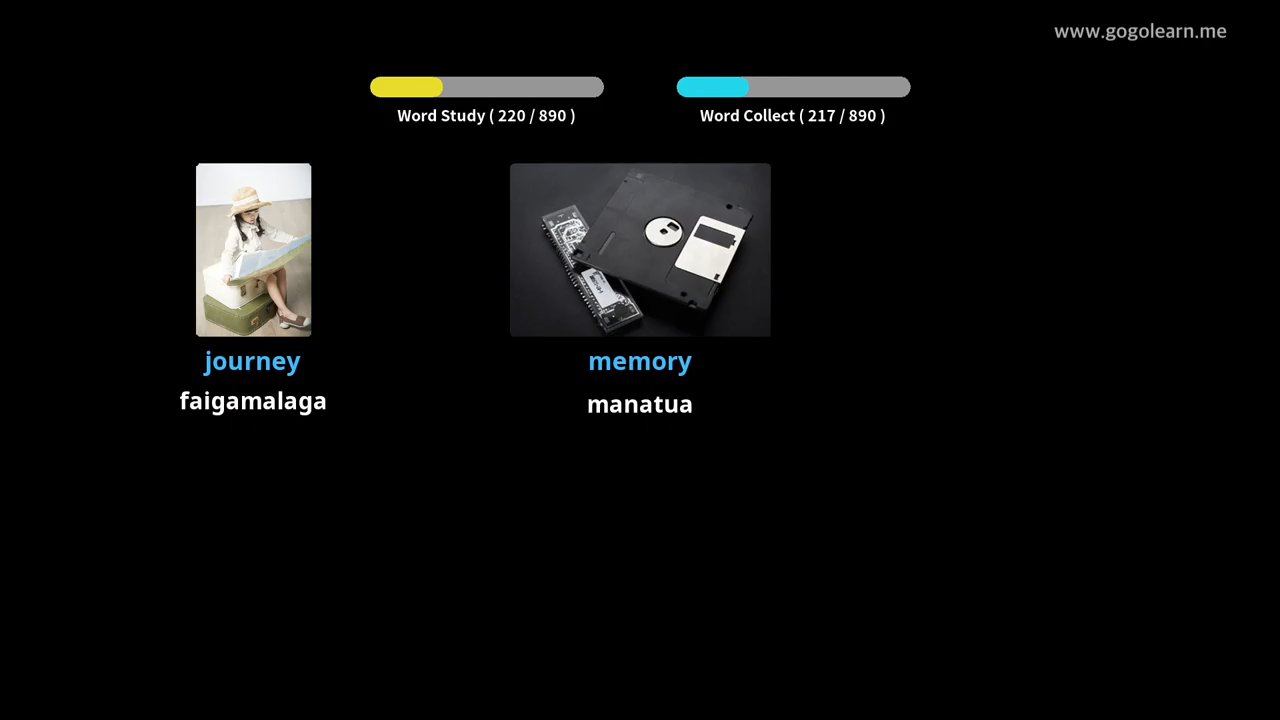 www.gogolearn.me
Word Study ( 220 / 890 )
Word Collect ( 217 / 890 )
journey
faigamalaga
memory
manatua